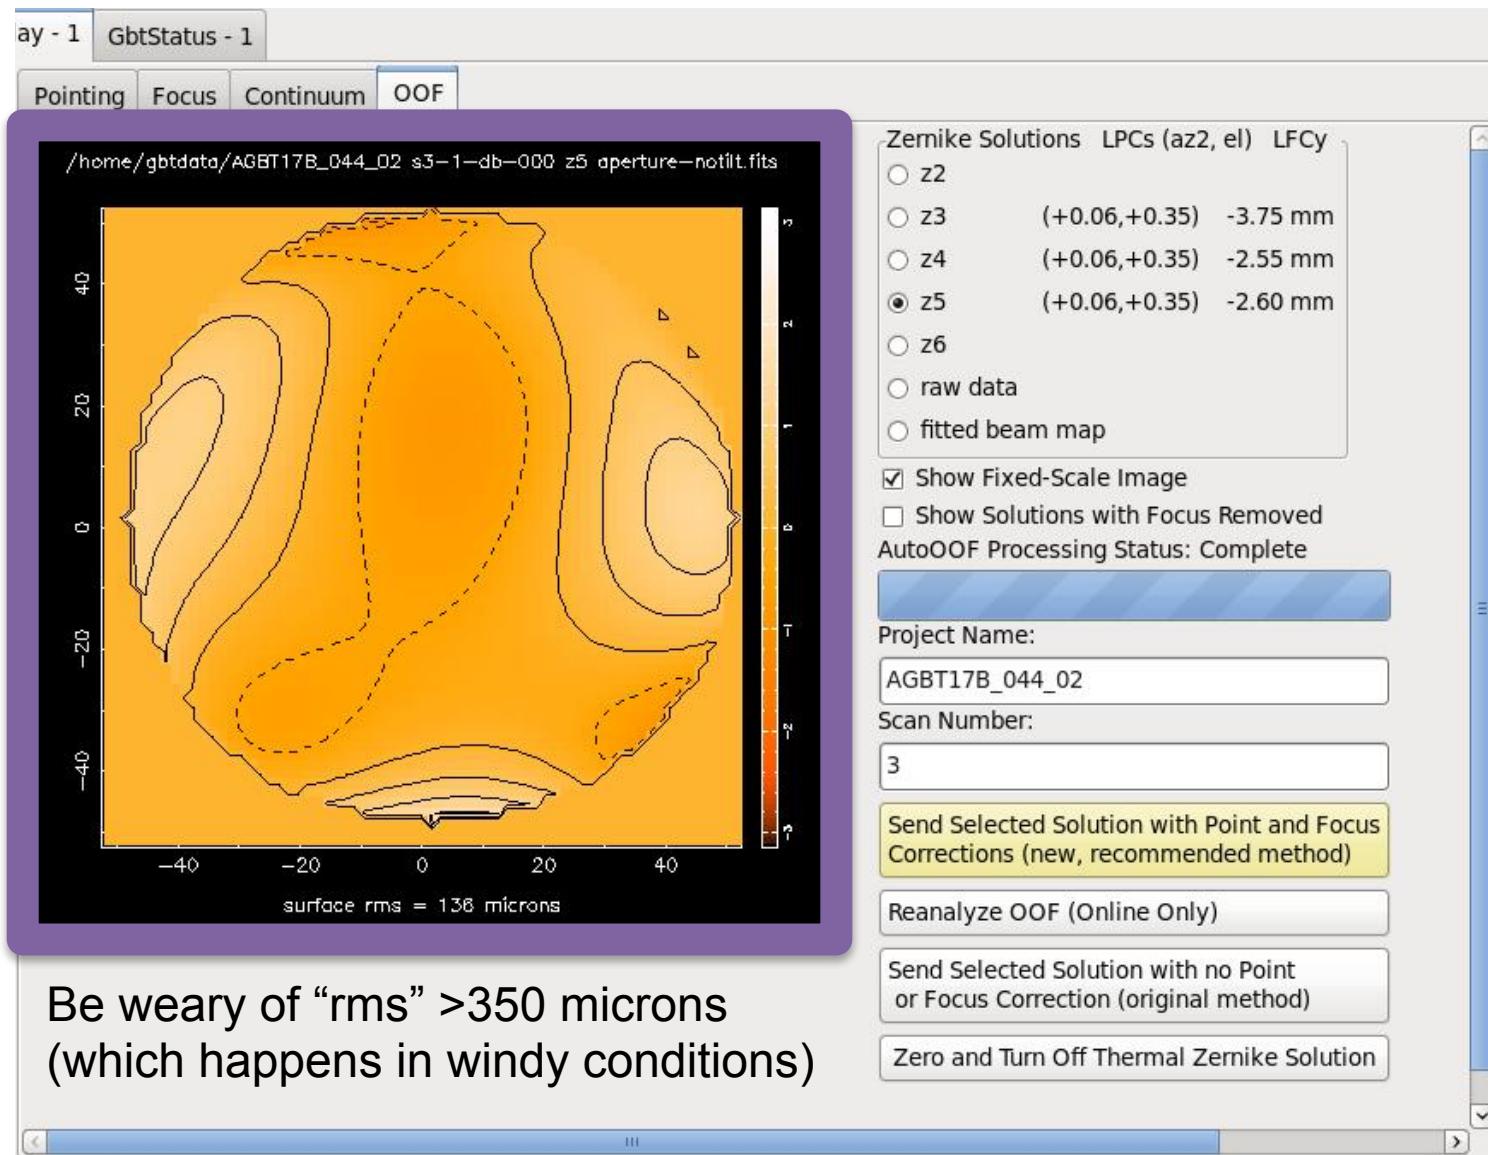 ay - 1 GbtStatus - 1
Pointing Focus Continuum OOF
/home/gbtdata/AGBT17B_044_02 s3-1-db-000 z5 aperture-notilt.fits
40
20
0
-20
-40
-40 -20 0 20 40
3
2
1
0
-1
-2
-3
surface rms = 136 microns
Be weary of “rms” >350 microns
(which happens in windy conditions)
Zernike Solutions LPCs (az2, el) LFCy
z2
z3 (+0.06,+0.35) -3.75 mm
z4 (+0.06,+0.35) -2.55 mm
z5 (+0.06,+0.35) -2.60 mm
z6
raw data
fitted beam map
Show Fixed-Scale Image
Show Solutions with Focus Removed
AutoOOF Processing Status: Complete
Project Name:
AGBT17B_044_02
Scan Number:
3
Send Selected Solution with Point and Focus
Corrections (new, recommended method)
Reanalyze OOF (Online Only)
Send Selected Solution with no Point
or Focus Correction (original method)
Zero and Turn Off Thermal Zernike Solution